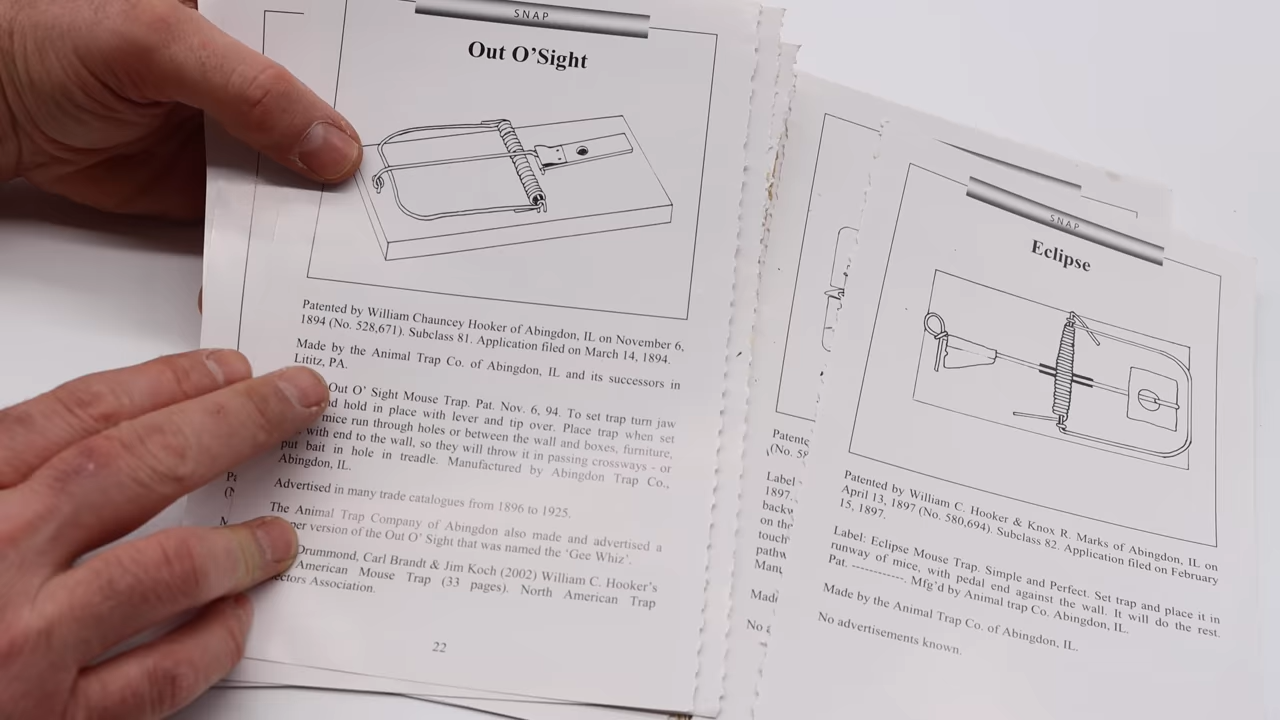 SNAP
Out O'Sight
Patented by William Chauncey Hooker of Abingdon, IL on November 6,
1894 (No. 528,671). Subclass 81. Application filed on March 14, 1894.
Made by the Animal Trap Co. of Abingdon, IL and its successors in
Lititz, PA.
Out O' Sight Mouse Trap. Pat. Nov. 6, 94. To set trap turn jaw
hold in place with lever and tip over. Place trap when set
mice run through holes or between the wall and boxes, furniture,
with end to the wall, so they will throw it in passing crossways - or
put bait in hole in treadle. Manufactured by Abingdon Trap Co.,
Abingdon, IL.
Advertised in many trade catalogues from 1896 to 1925.
The Animal Trap Company of Abingdon also made and advertised a
version of the Out O' Sight that was named the 'Gee Whiz'.
Drummond, Carl Brandt & Jim Koch (2002) William C. Hooker's
American Mouse Trap (33 pages). North American Trap
Association.
22
Label
1897.
on the
SNAP
Eclipse
Patented by William C. Hooker & Knox R. Marks of Abingdon, IL on
April 13, 1897 (No. 580,694). Subclass 82. Application filed on February
15, 1897.
Label: Eclipse Mouse Trap. Simple and Perfect. Set trap and place it in
runway of mice, with pedal end against the wall. It will do the rest.
Pat. -----------. Mfg'd by Animal trap Co. Abingdon, IL.
Made by the Animal Trap Co. of Abingdon, IL.
No advertisements known.